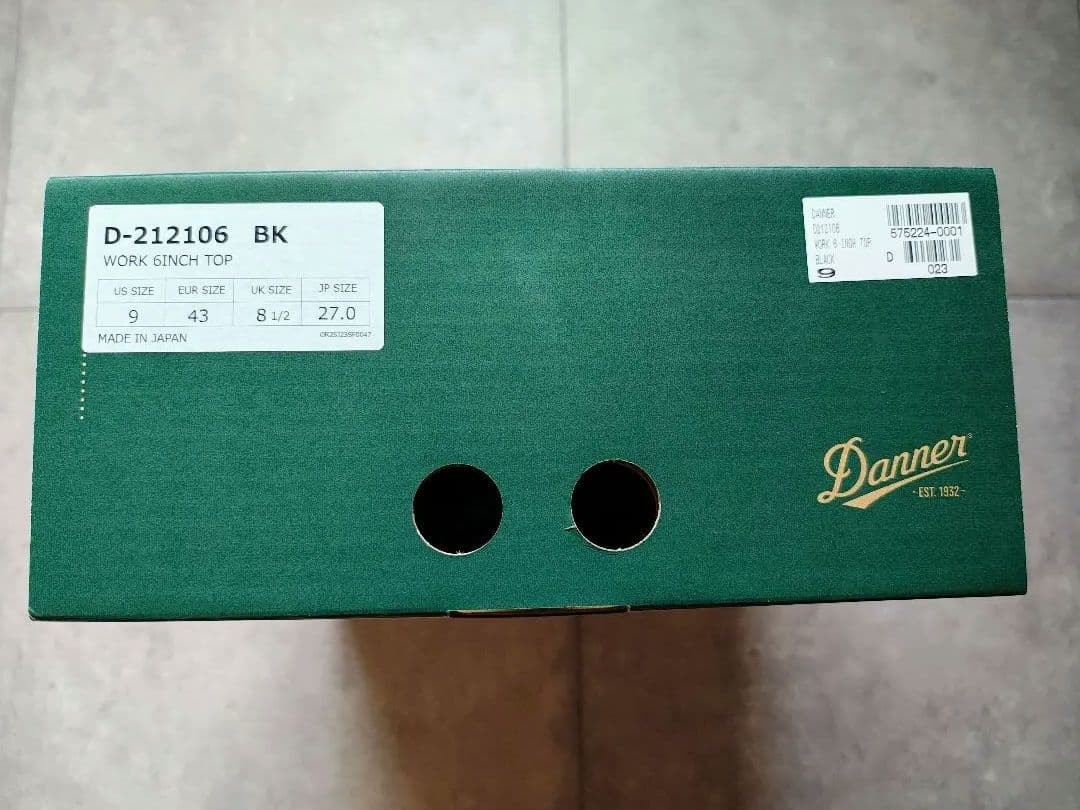 D-212106 BK
WORK 6INCH TOP
US SIZE EUR SIZE UK SIZE JP SIZE
9 43 8 1/2 27.0
MADE IN JAPAN
DANNER
D212106
WORK 6 INCH TOP
BLACK
9
575224-0001
D
023
Danner®
- EST. 1932 -